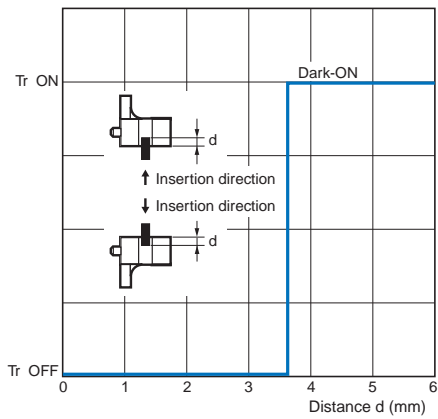 Dark-ON
Tr ON
d
Insertion direction
Insertion direction
d
Tr OFF
0 1 2 3 4 5 6
Distance d (mm)